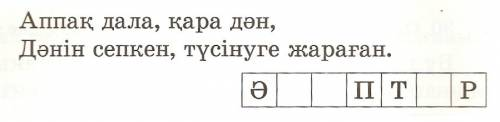 Аппақ дала, қара дән,
Дәнін сепкен, түсінуге жараған.
Ә П Т Р